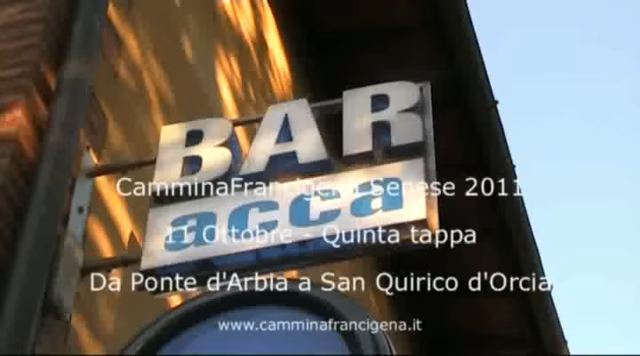 BAR
acca
CamminaFrancigena Senese 2011
11 Ottobre - Quinta tappa
Da Ponte d'Arbia a San Quirico d'Orcia
www.camminafrancigena.it